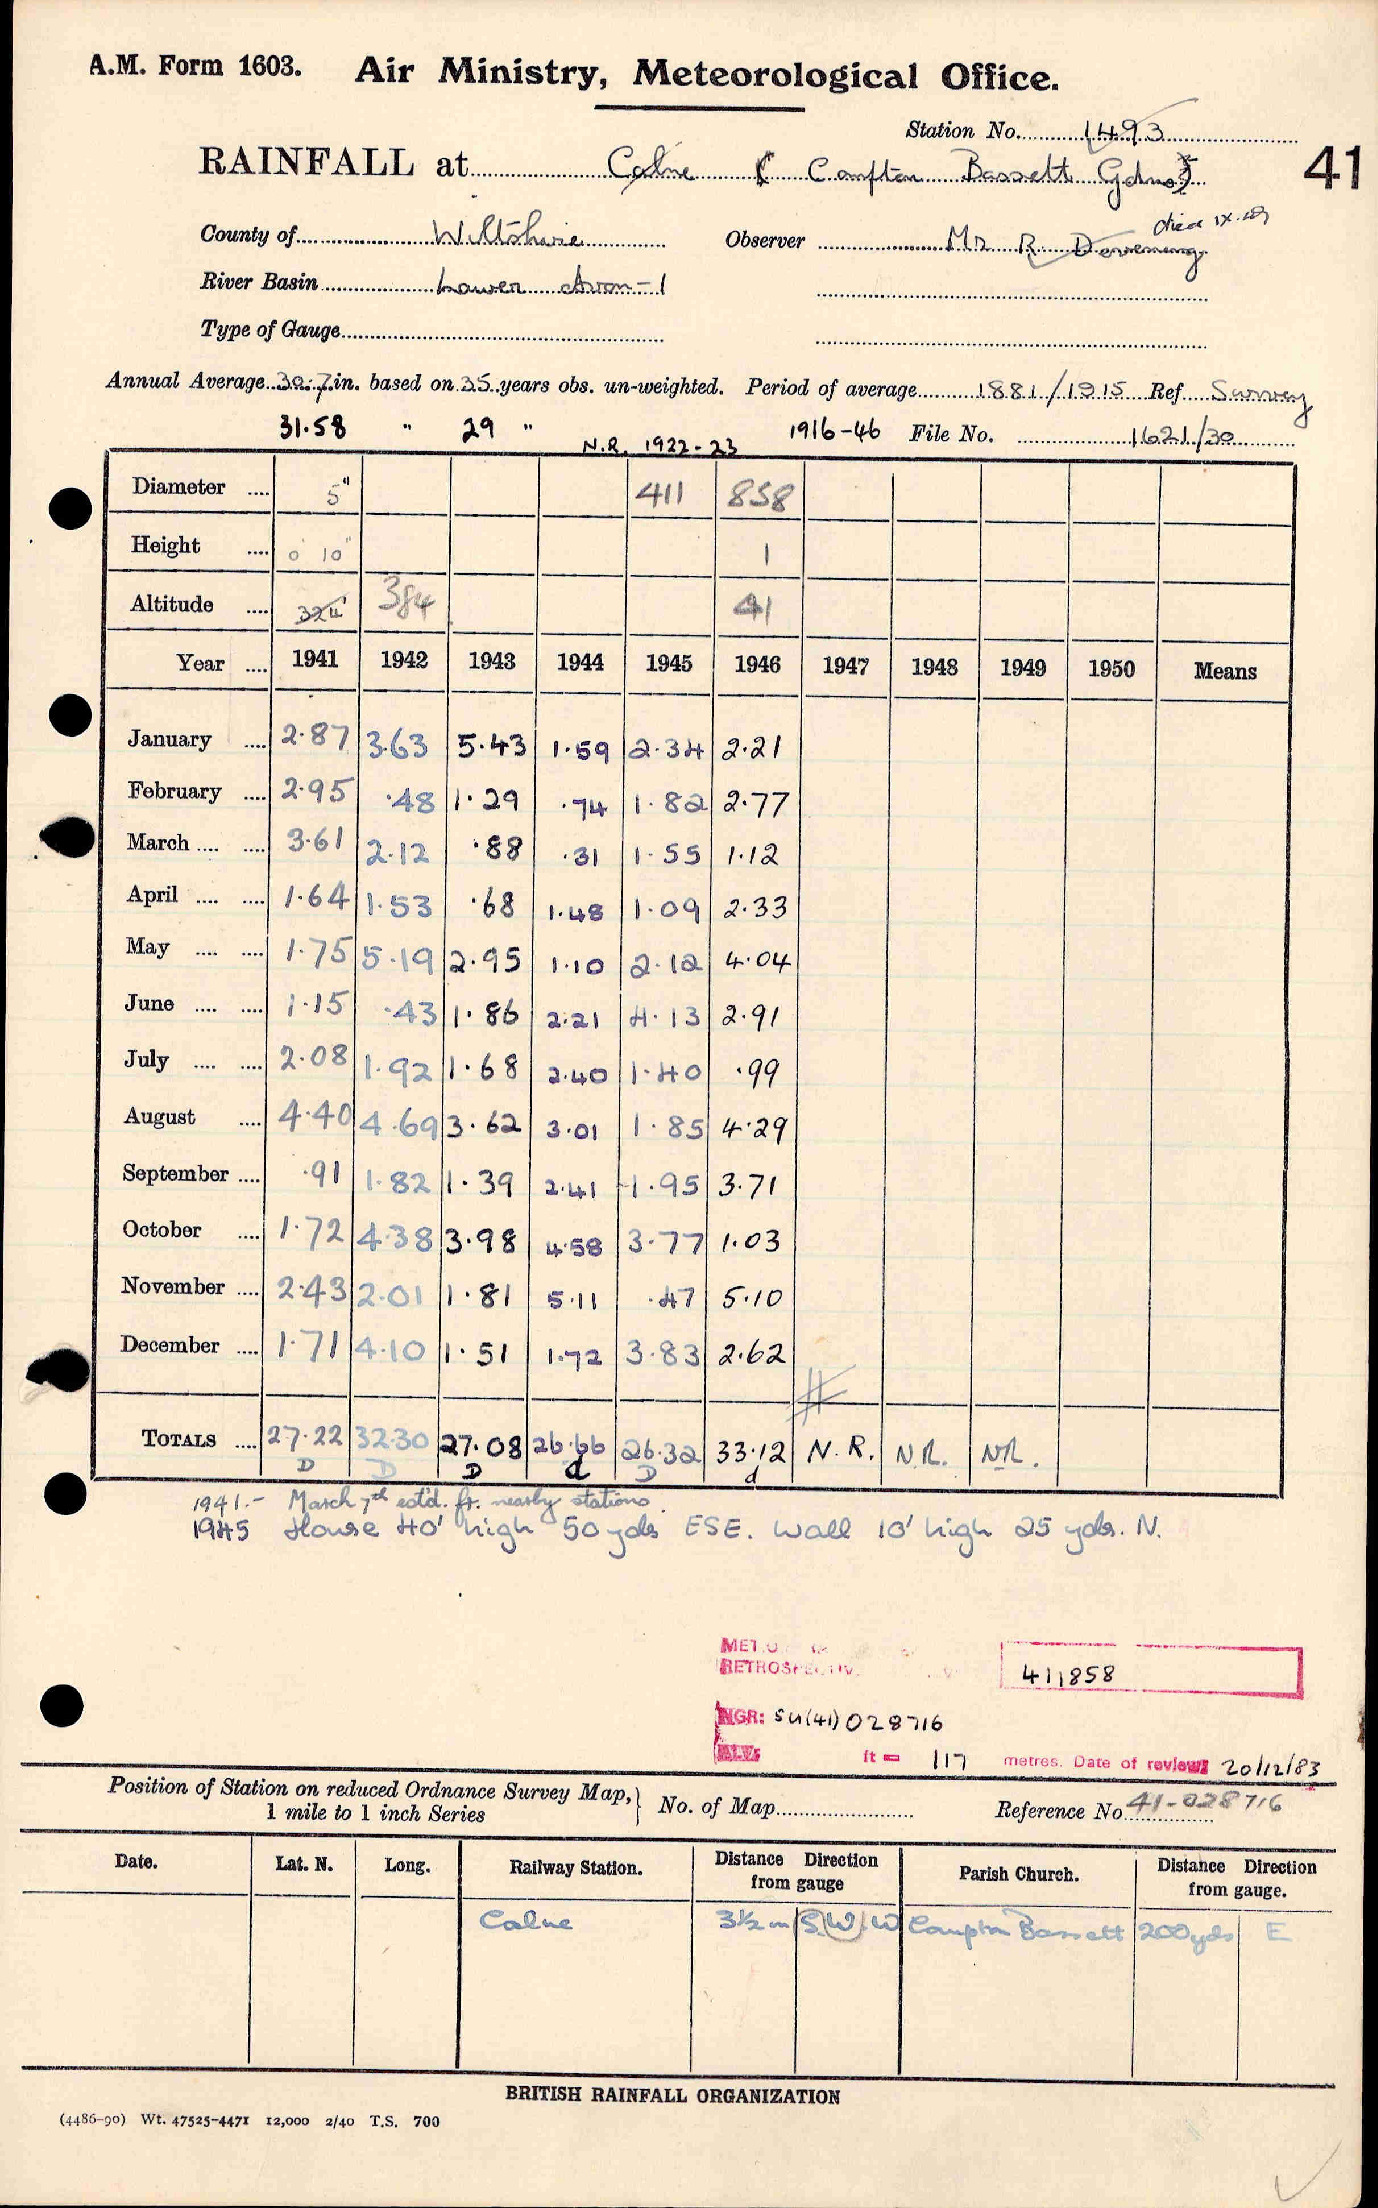 A.M. Form 1603. Air Ministry, Meteorological Office.
Station No. 1493
RAINFALL at Calne ( Compton Bassett Gdns) 41
County of Wiltshire Observer Mr R. died IX.49
River Basin Lower Avon-1
Type of Gauge
Annual Average 30.7 in. based on 35 years obs. un-weighted. Period of average 1881/1915 Ref Survey
31.58 " 29 " N.R. 1922-23 1916-46 File No. 1621/30
Diameter .... 5" 411 858
Height .... 0' 10" 1
Altitude .... 324' 384 41
Year .... 1941 1942 1943 1944 1945 1946 1947 1948 1949 1950 Means
January .... 2.87 3.63 5.43 1.59 2.34 2.21
February .... 2.95 .48 1.29 .74 1.82 2.77
March .... .... 3.61 2.12 .88 .31 1.55 1.12
April .... .... 1.64 1.53 .68 1.48 1.09 2.33
May .... .... 1.75 5.19 2.95 1.10 2.12 4.04
June .... .... 1.15 .43 1.86 2.21 4.13 2.91
July .... .... 2.08 1.92 1.68 2.40 1.40 .99
August .... 4.40 4.69 3.62 3.01 1.85 4.29
September .... .91 1.82 1.39 2.41 1.95 3.71
October .... 1.72 4.38 3.98 4.58 3.77 1.03
November .... 2.43 2.01 1.81 5.11 .47 5.10
December .... 1.71 4.10 1.51 1.72 3.83 2.62
TOTALS .... 27.22 32.30 27.08 26.66 26.32 33.12 N.R. N.R. N.R.
D D D d D d
1941.- March 7th estd. fr. nearby stations.
1945 House 40' high 50 yds ESE. Wall 10' high 25 yds. N.
MET.O
RETROSPECTIVE 411858
NGR: SU(41) 028716
ALT: ft = 117 metres. Date of review: 20/12/83
Position of Station on reduced Ordnance Survey Map, 1 mile to 1 inch Series } No. of Map Reference No 41-028716
Date. Lat. N. Long. Railway Station. Distance Direction from gauge Parish Church. Distance Direction from gauge.
Calne 3½ m S.W.W Compton Bassett 200 yds E
BRITISH RAINFALL ORGANIZATION
(4486-90) Wt. 47525-4471 12,000 2/40 T.S. 700